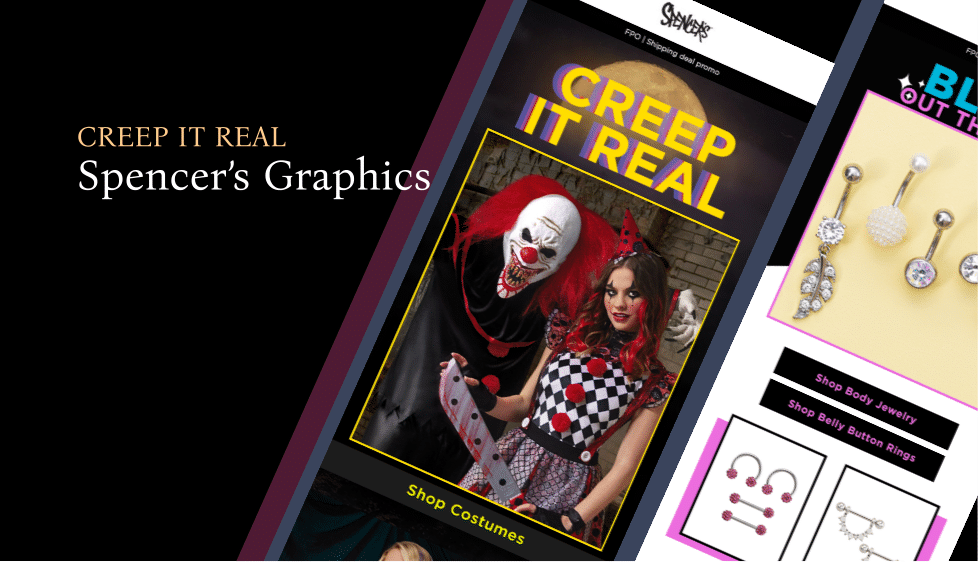 CREEP IT REAL
Spencer's Graphics
SPENCERS
FPO | Shipping deal promo
CREEP
IT REAL
Shop Costumes
FPO
BL
OUT TH
Shop Body Jewelry
Shop Belly Button Rings